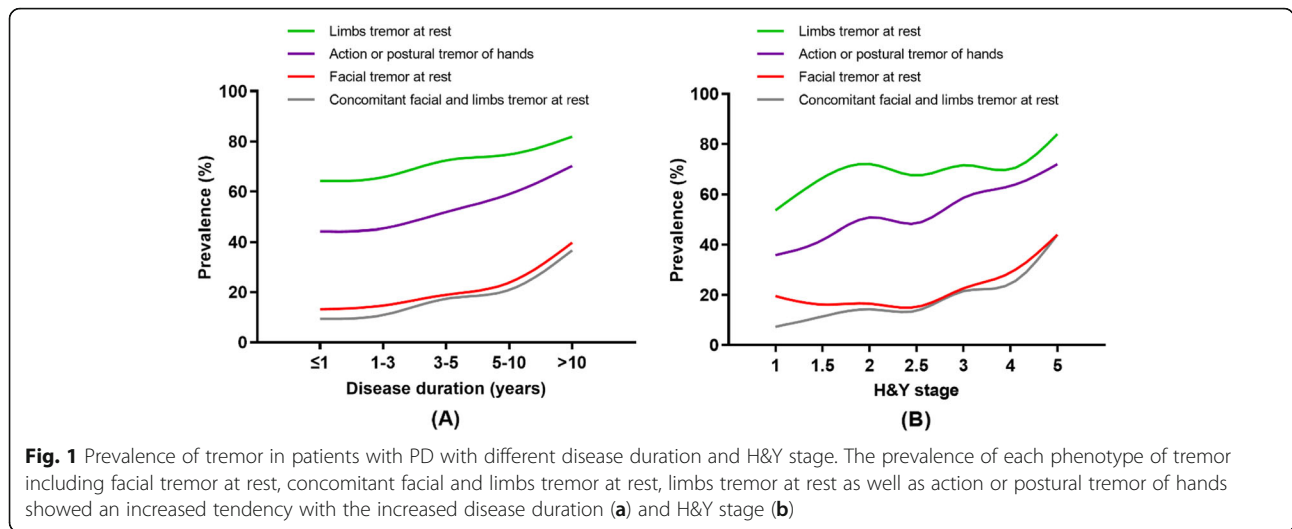 Limbs tremor at rest
Action or postural tremor of hands
Facial tremor at rest
Concomitant facial and limbs tremor at rest
100
80
60
40
20
0
Prevalence (%)
≤1 1-3 3-5 5-10 >10
Disease duration (years)
(A)
Limbs tremor at rest
Action or postural tremor of hands
Facial tremor at rest
Concomitant facial and limbs tremor at rest
100
80
60
40
20
0
Prevalence (%)
1 1.5 2 2.5 3 4 5
H&Y stage
(B)
Fig. 1 Prevalence of tremor in patients with PD with different disease duration and H&Y stage. The prevalence of each phenotype of tremor
including facial tremor at rest, concomitant facial and limbs tremor at rest, limbs tremor at rest as well as action or postural tremor of hands
showed an increased tendency with the increased disease duration (a) and H&Y stage (b)